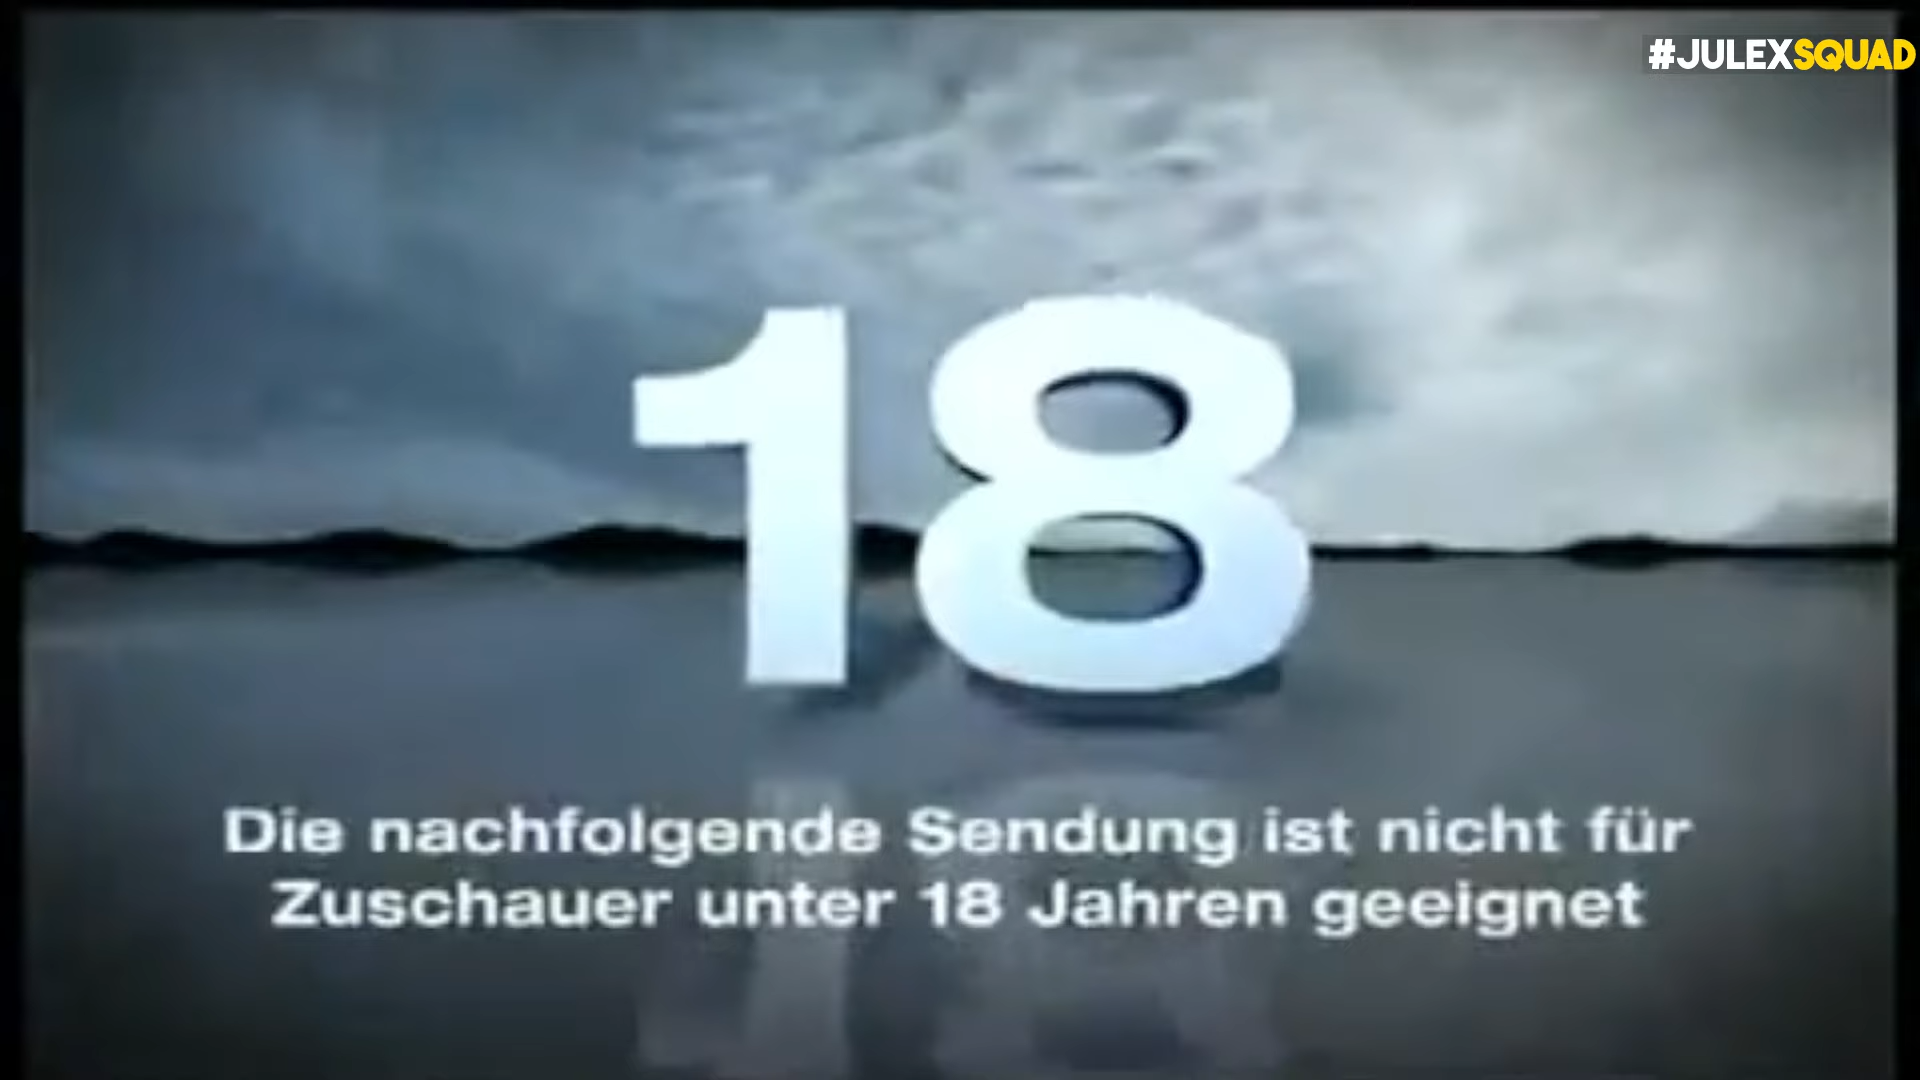 #JULEXSQUAD
18
Die nachfolgende Sendung ist nicht für
Zuschauer unter 18 Jahren geeignet